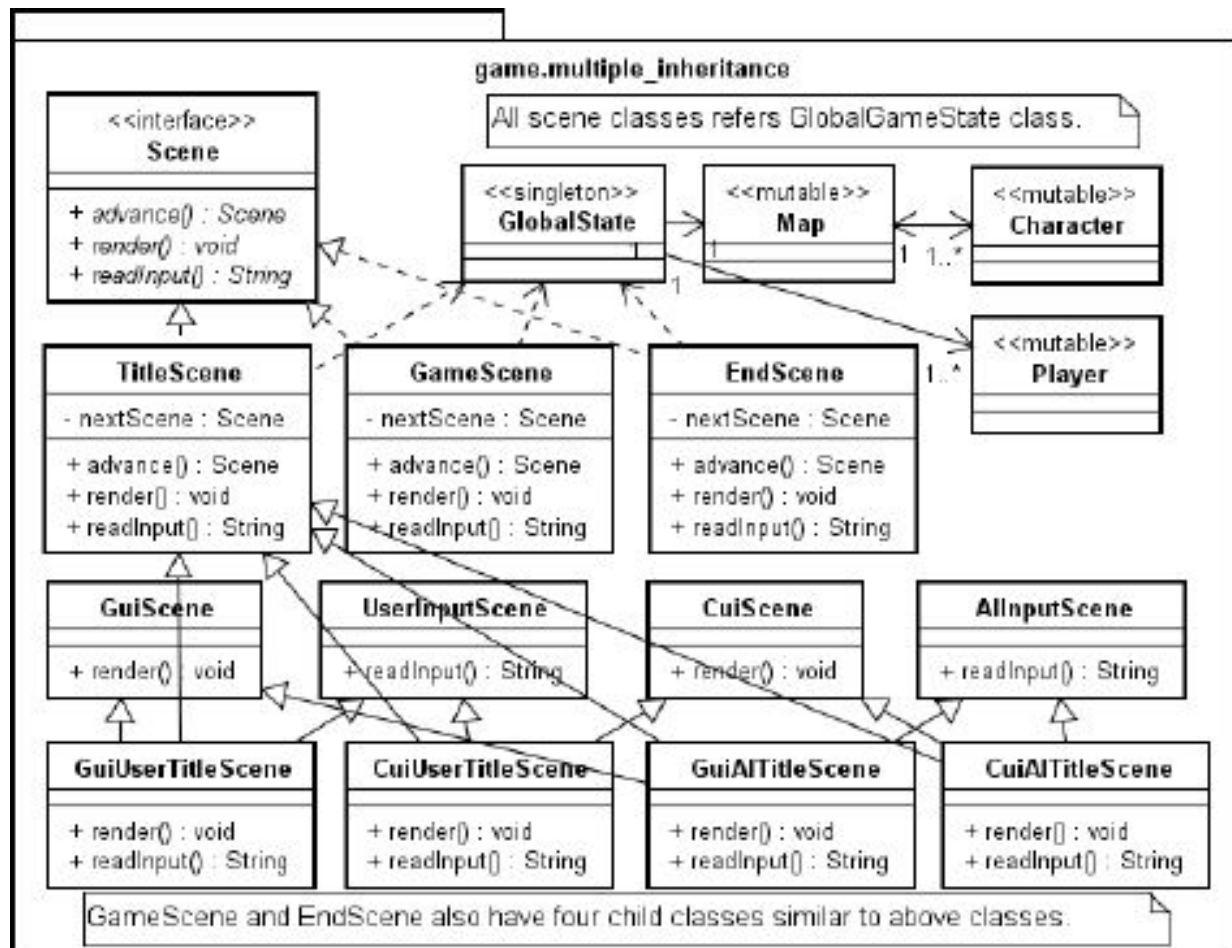 game.multiple_inheritance
All scene classes refers GlobalGameState class.
<<interface>>
Scene
+ advance() : Scene
+ render() : void
+ readInput() : String
<<singleton>>
GlobalState
<<mutable>>
Map
<<mutable>>
Character
1
1
1
1..*
1
<<mutable>>
Player
1..*
TitleScene
- nextScene : Scene
+ advance() : Scene
+ render() : void
+ readInput() : String
GameScene
- nextScene : Scene
+ advance() : Scene
+ render() : void
+ readInput() : String
EndScene
- nextScene : Scene
+ advance() : Scene
+ render() : void
+ readInput() : String
GuiScene
+ render() : void
UserInputScene
+ readInput() : String
CuiScene
+ render() : void
AIInputScene
+ readInput() : String
GuiUserTitleScene
+ render() : void
+ readInput() : String
CuiUserTitleScene
+ render() : void
+ readInput() : String
GuiAITitleScene
+ render() : void
+ readInput() : String
CuiAITitleScene
+ render() : void
+ readInput() : String
GameScene and EndScene also have four child classes similar to above classes.